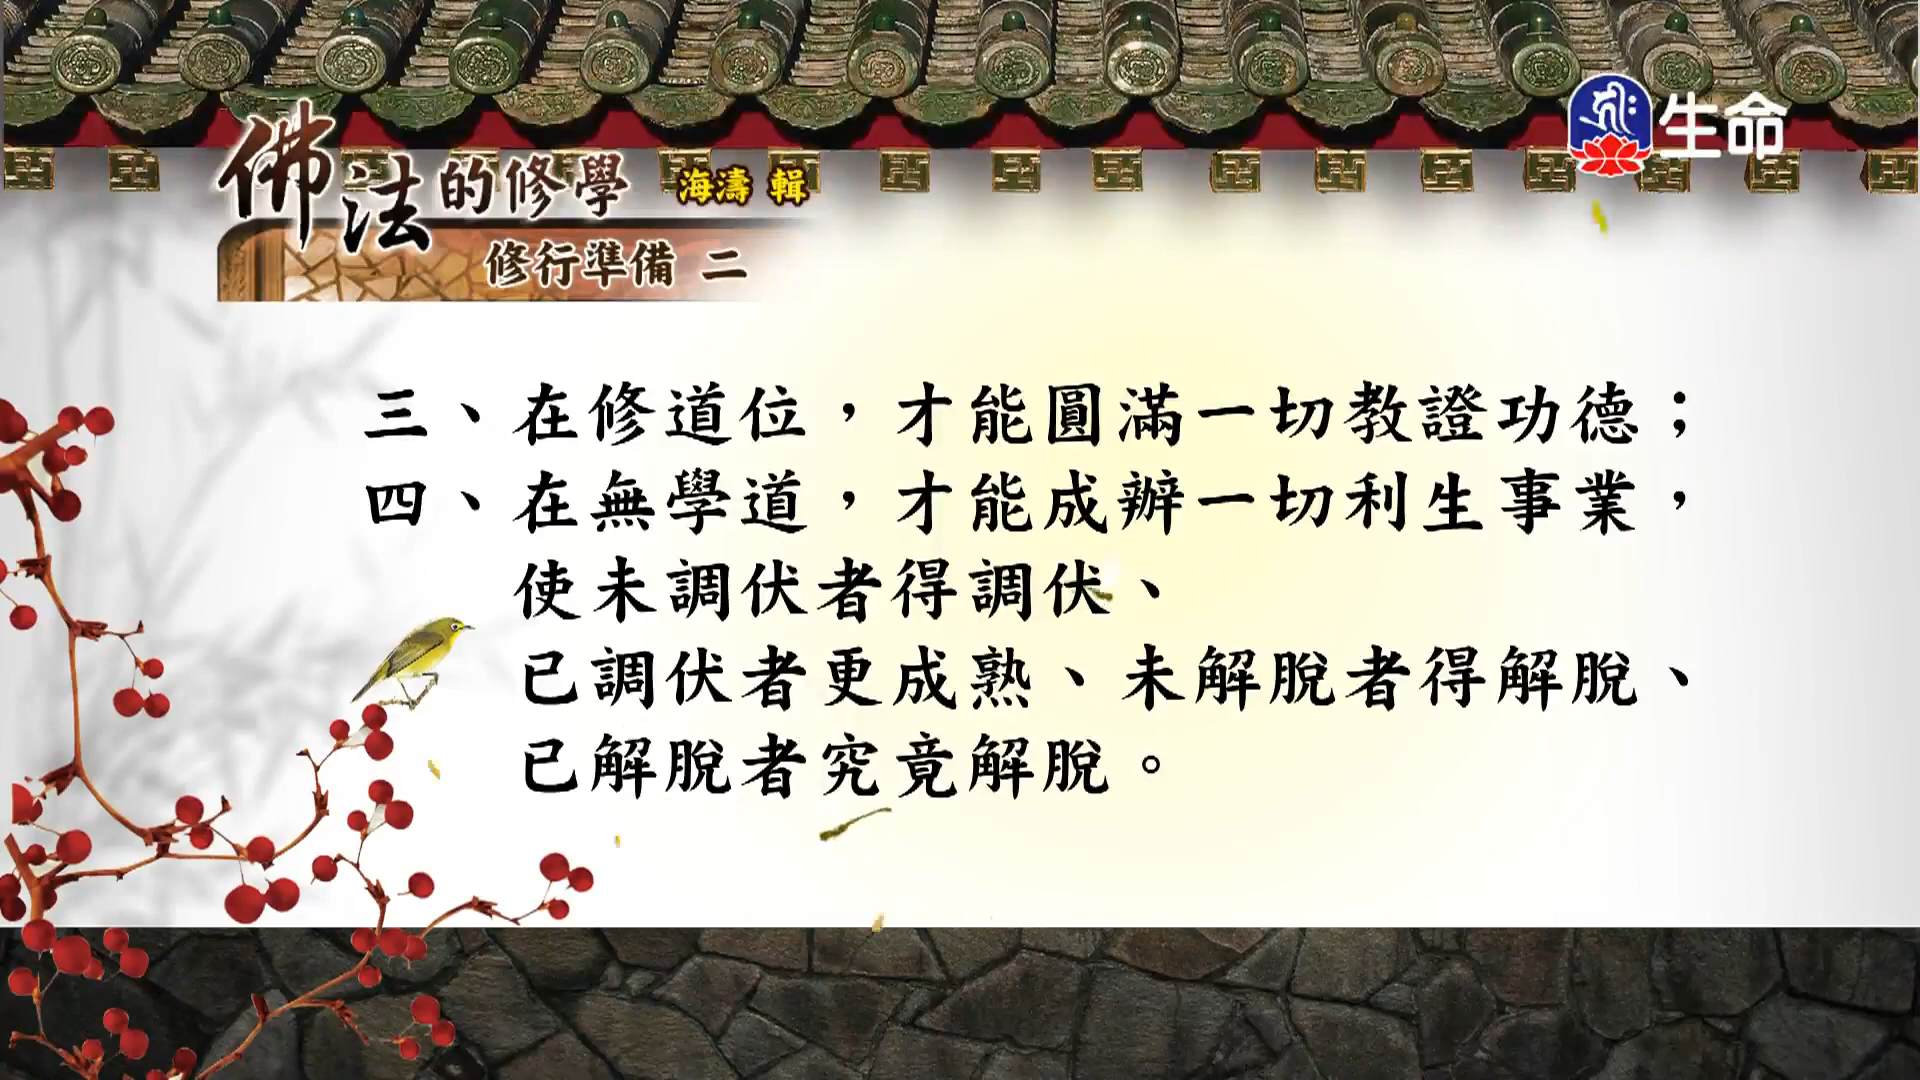 佛法的修學 海濤 輯
生命
修行準備 二
三、在修道位，才能圓滿一切教證功德；
四、在無學道，才能成辦一切利生事業，
使未調伏者得調伏、
已調伏者更成熟、未解脫者得解脫、
已解脫者究竟解脫。